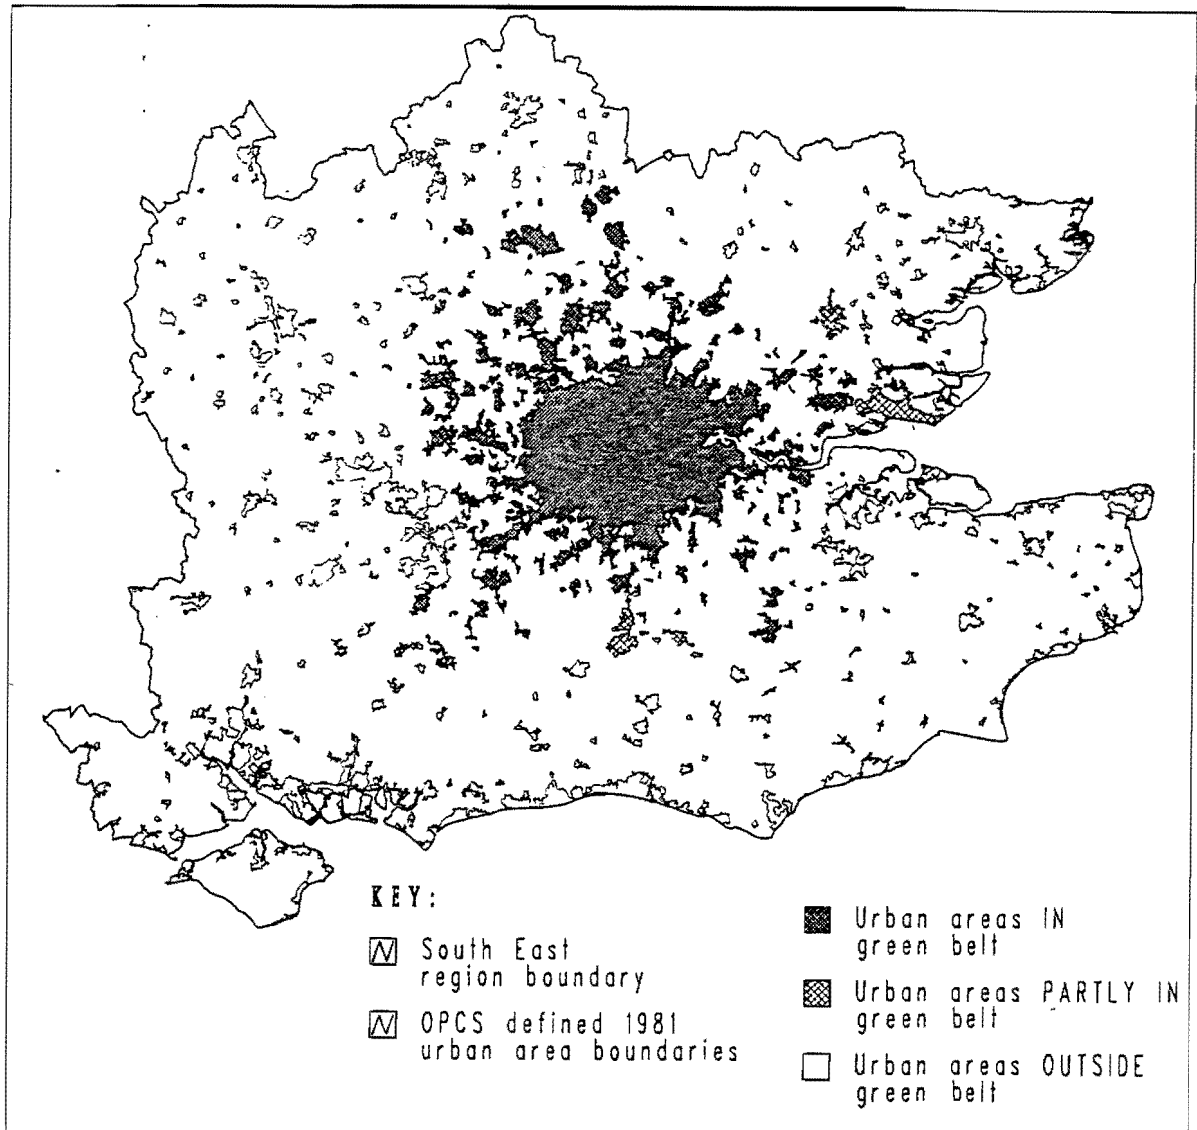 KEY:
South East
region boundary
OPCS defined 1981
urban area boundaries
Urban areas IN
green belt
Urban areas PARTLY IN
green belt
Urban areas OUTSIDE
green belt